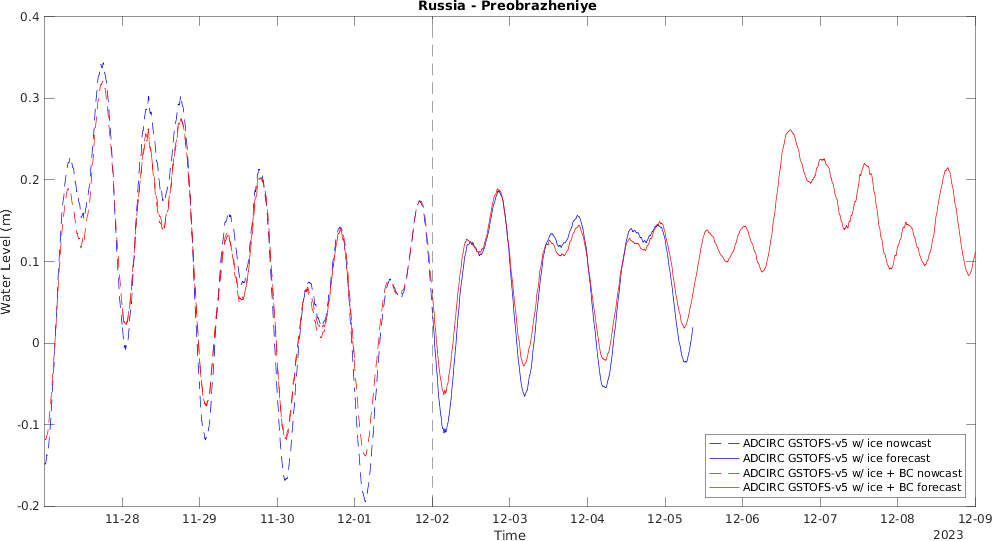 Russia - Preobrazheniye
0.4
0.3
0.2
0.1
0
-0.1
-0.2
Water Level (m)
11-28 11-29 11-30 12-01 12-02 12-03 12-04 12-05 12-06 12-07 12-08 12-09
Time
2023
ADCIRC GSTOFS-v5 w/ ice nowcast
ADCIRC GSTOFS-v5 w/ ice forecast
ADCIRC GSTOFS-v5 w/ ice + BC nowcast
ADCIRC GSTOFS-v5 w/ ice + BC forecast